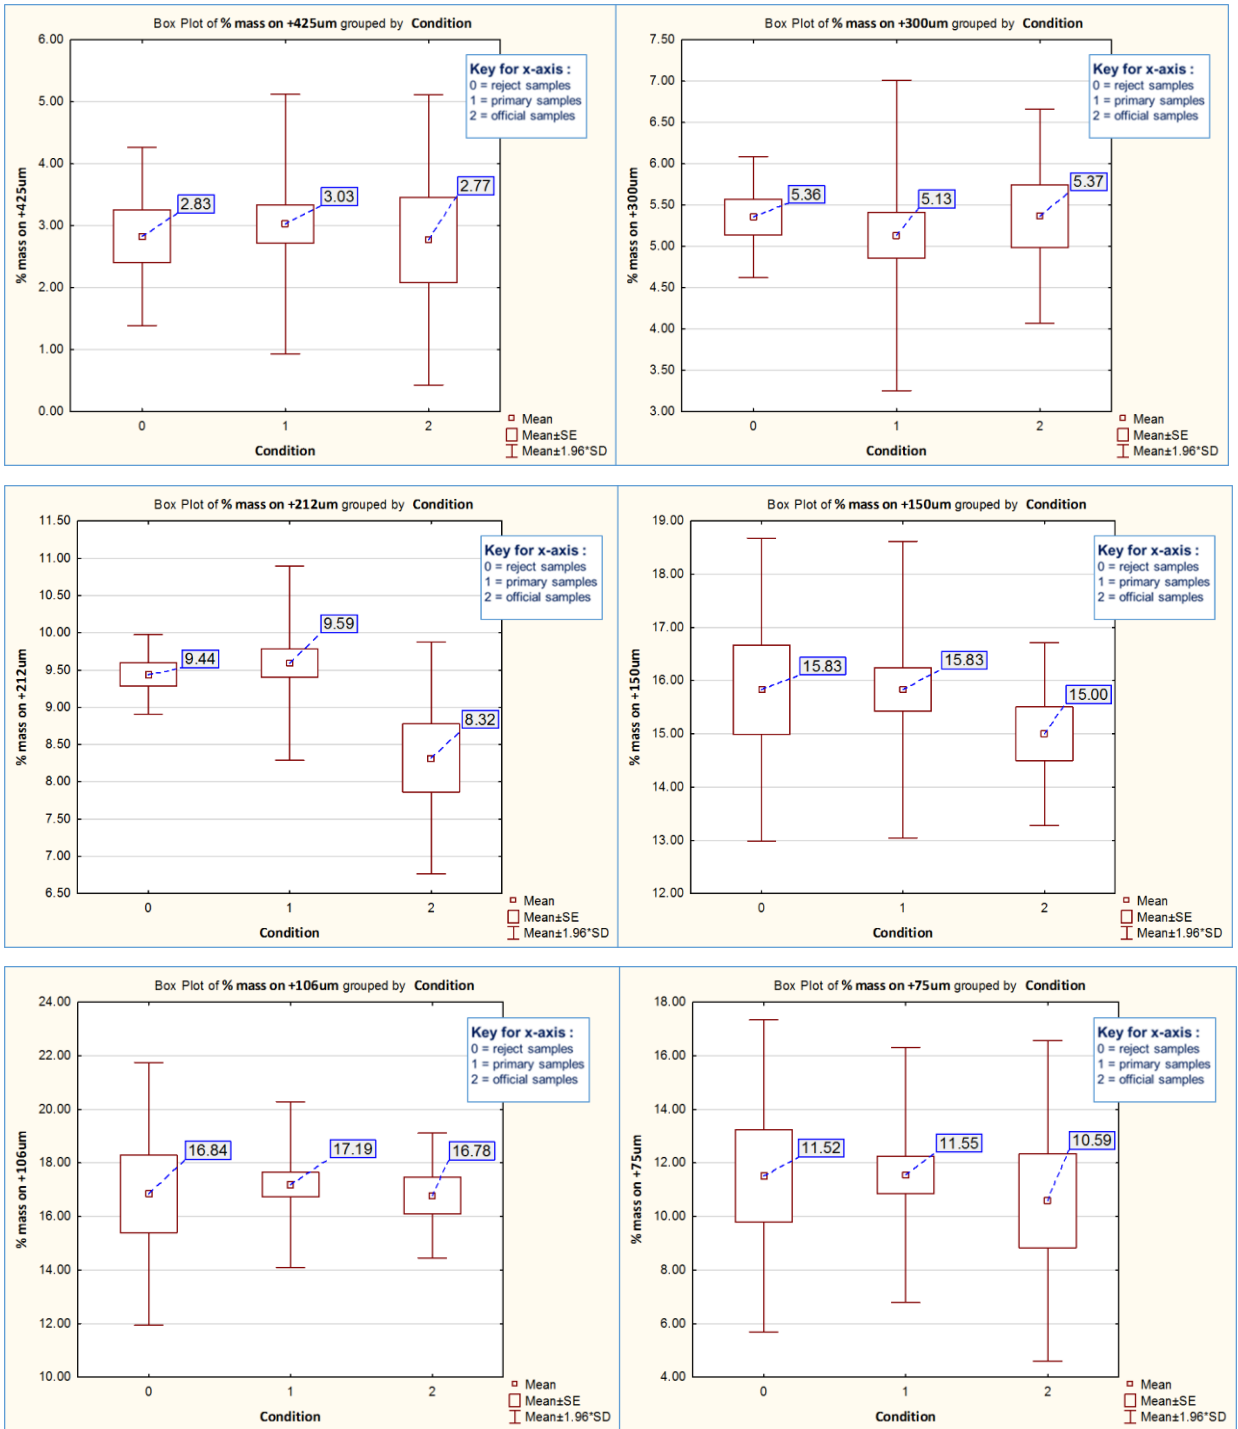 Box Plot of % mass on +425um grouped by Condition
6.00
5.00
4.00
3.00
2.00
1.00
0.00
% mass on +425um
Key for x-axis :
0 = reject samples
1 = primary samples
2 = official samples
2.83
3.03
2.77
0 1 2
Condition
Mean
Mean±SE
Mean±1.96*SD
Box Plot of % mass on +300um grouped by Condition
7.50
7.00
6.50
6.00
5.50
5.00
4.50
4.00
3.50
3.00
% mass on +300um
Key for x-axis :
0 = reject samples
1 = primary samples
2 = official samples
5.36
5.13
5.37
0 1 2
Condition
Mean
Mean±SE
Mean±1.96*SD
Box Plot of % mass on +212um grouped by Condition
11.50
11.00
10.50
10.00
9.50
9.00
8.50
8.00
7.50
7.00
6.50
% mass on +212um
Key for x-axis :
0 = reject samples
1 = primary samples
2 = official samples
9.44
9.59
8.32
0 1 2
Condition
Mean
Mean±SE
Mean±1.96*SD
Box Plot of % mass on +150um grouped by Condition
19.00
18.00
17.00
16.00
15.00
14.00
13.00
12.00
% mass on +150um
Key for x-axis :
0 = reject samples
1 = primary samples
2 = official samples
15.83
15.83
15.00
0 1 2
Condition
Mean
Mean±SE
Mean±1.96*SD
Box Plot of % mass on +106um grouped by Condition
24.00
22.00
20.00
18.00
16.00
14.00
12.00
10.00
% mass on +106um
Key for x-axis :
0 = reject samples
1 = primary samples
2 = official samples
16.84
17.19
16.78
0 1 2
Condition
Mean
Mean±SE
Mean±1.96*SD
Box Plot of % mass on +75um grouped by Condition
18.00
16.00
14.00
12.00
10.00
8.00
6.00
4.00
% mass on +75um
Key for x-axis :
0 = reject samples
1 = primary samples
2 = official samples
11.52
11.55
10.59
0 1 2
Condition
Mean
Mean±SE
Mean±1.96*SD